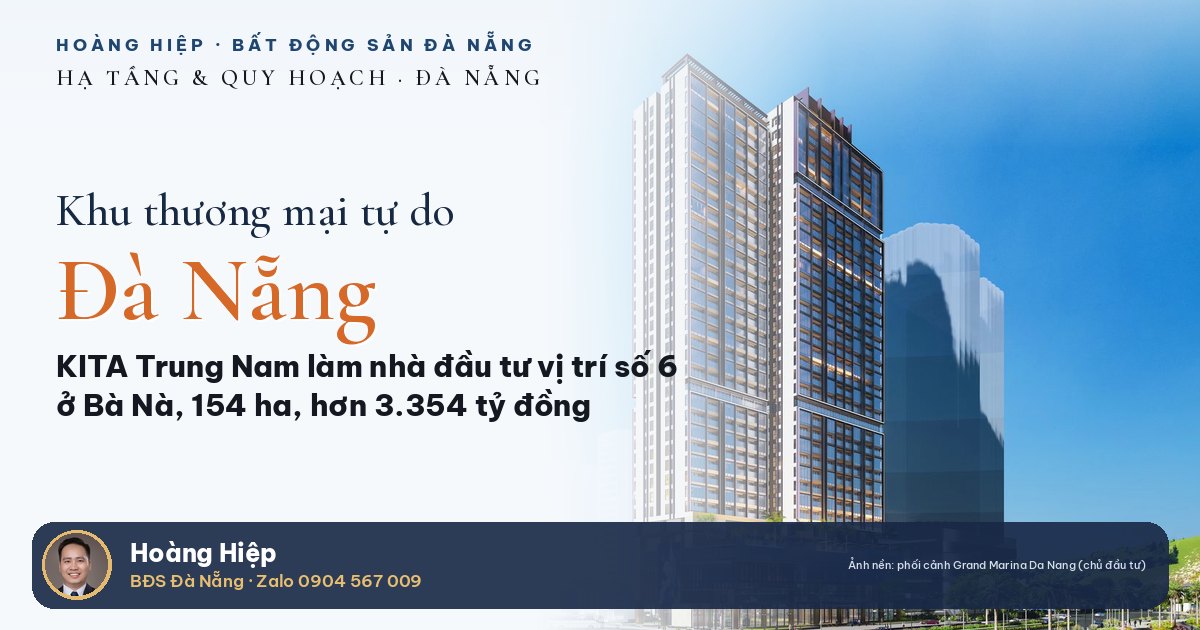 HOÀNG HIỆP · BẤT ĐỘNG SẢN ĐÀ NẴNG
HẠ TẦNG & QUY HOẠCH · ĐÀ NẴNG
Khu thương mại tự do
Đà Nẵng
KITA Trung Nam làm nhà đầu tư vị trí số 6
ở Bà Nà, 154 ha, hơn 3.354 tỷ đồng
Hoàng Hiệp
BĐS Đà Nẵng · Zalo 0904 567 009
Ảnh nền: phối cảnh Grand Marina Da Nang (chủ đầu tư)